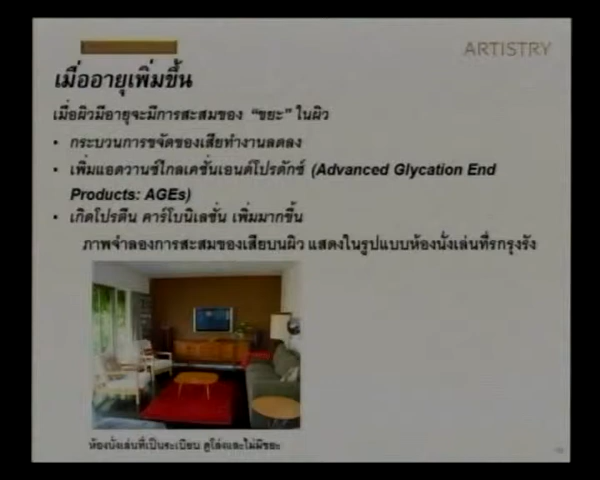 ARTISTRY
เมื่ออายุเพิ่มขึ้น
เมื่อผิวมีอายุจะมีการสะสมของ “ขยะ” ในผิว
• กระบวนการขจัดของเสียทำงานลดลง
• เพิ่มแอดวานซ์ไกลเคชั่นเอนด์โปรดักซ์ (Advanced Glycation End
Products: AGEs)
• เกิดโปรตีน คาร์โบนิเลชั่น เพิ่มมากขึ้น
ภาพจำลองการสะสมของเสียบนผิว แสดงในรูปแบบห้องนั่งเล่นที่รกรุงรัง
ห้องนั่งเล่นที่เป็นระเบียบ ดูโล่งและไม่มีขยะ